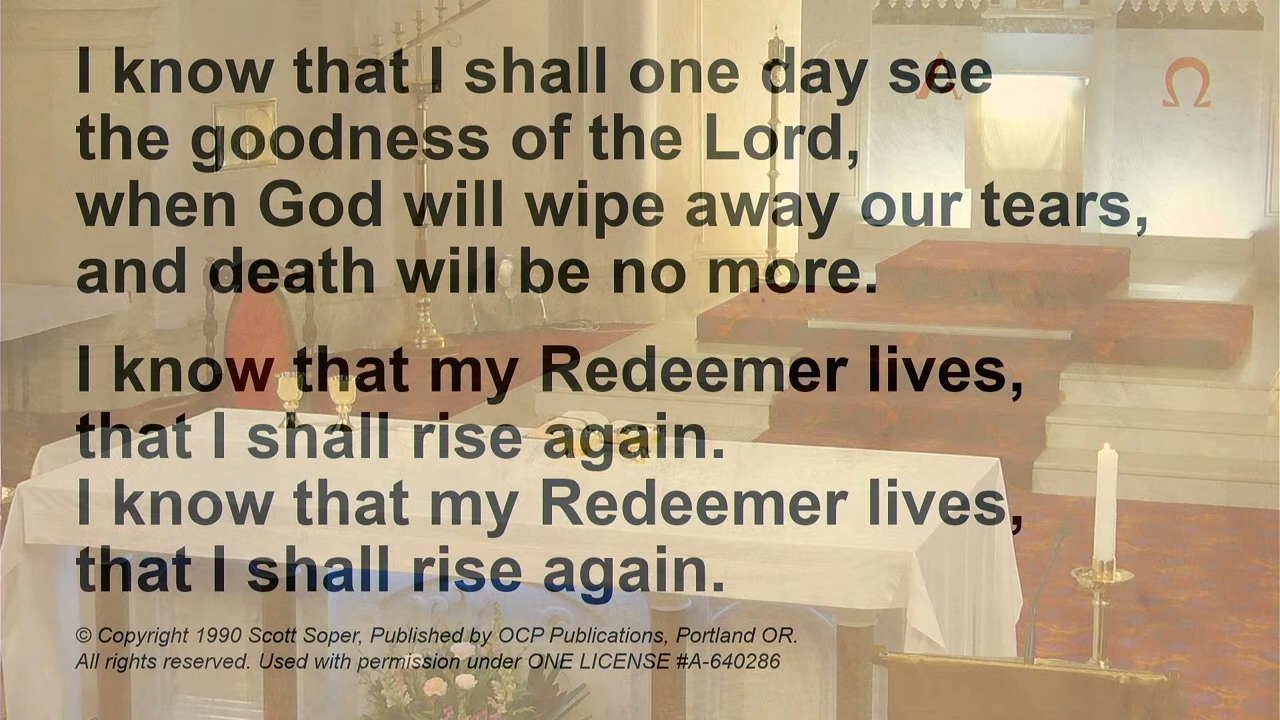 I know that I shall one day see
the goodness of the Lord,
when God will wipe away our tears,
and death will be no more.
I know that my Redeemer lives,
that I shall rise again.
I know that my Redeemer lives,
that I shall rise again.
© Copyright 1990 Scott Soper, Published by OCP Publications, Portland OR.
All rights reserved. Used with permission under ONE LICENSE #A-640286
Α Ω